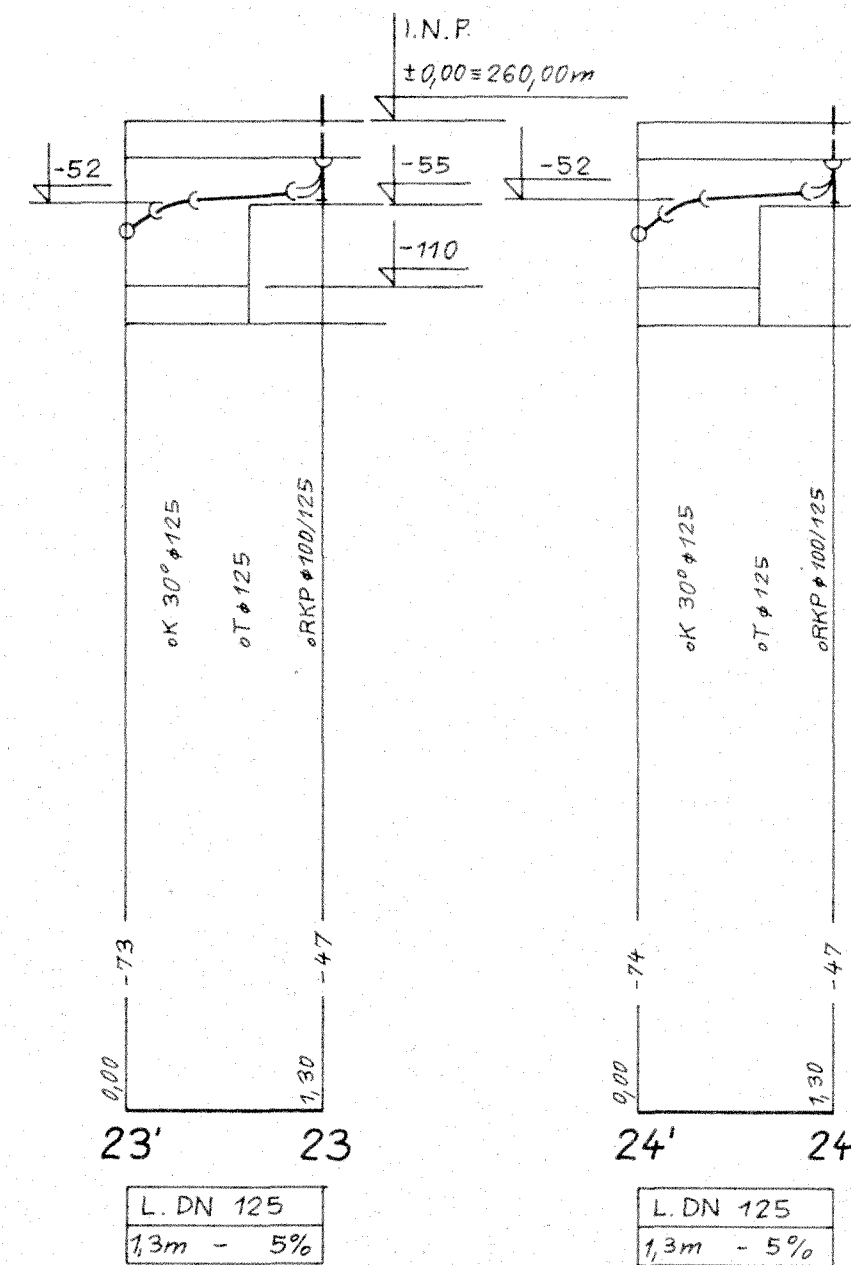 I.N.P.
±0,00≡260,00m
-52
-55
-110
-52
oK 30° ϕ125
oT ϕ125
oRKP ϕ100/125
oK 30° ϕ125
oT ϕ125
oRKP ϕ100/125
-73
-47
-74
-47
0,00
1,30
0,00
1,30
23'
23
24'
24
L. DN 125
1,3m - 5%
L. DN 125
1,3m - 5%